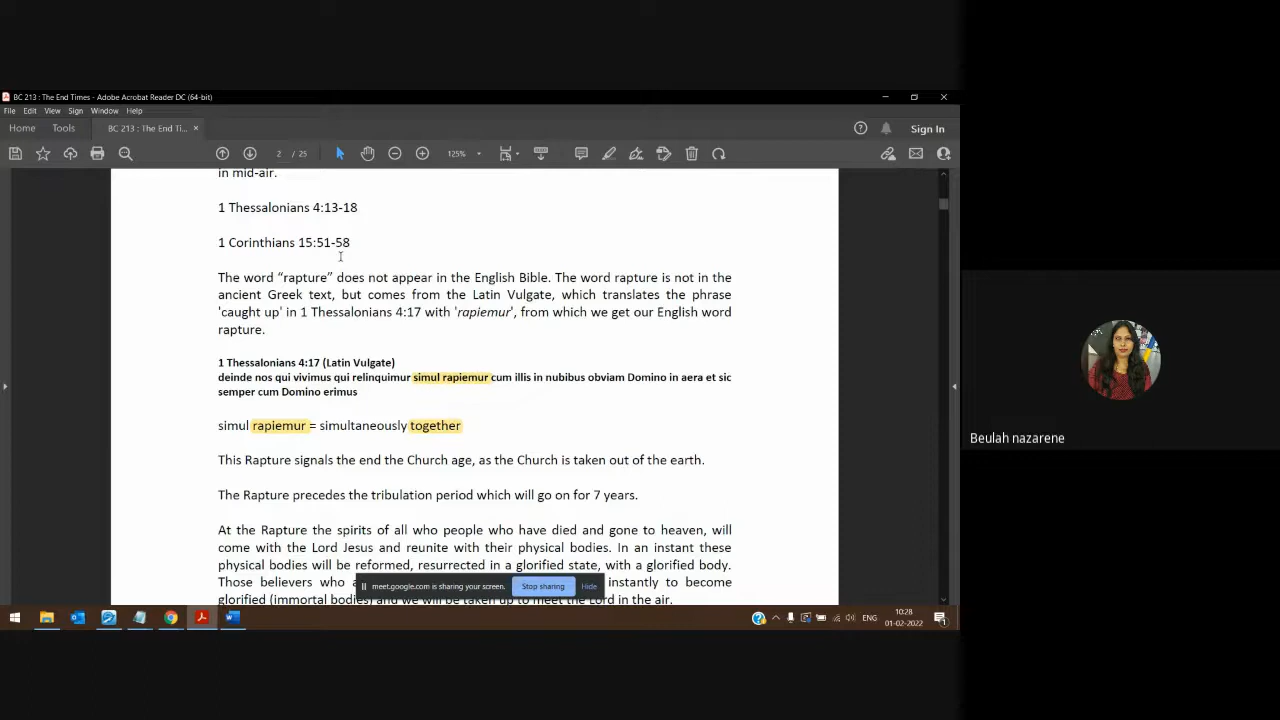 BC 213 : The End Times - Adobe Acrobat Reader DC (64-bit)
File Edit View Sign Window Help
Home Tools BC 213 : The End Ti... × Sign In
2 / 25 125%
in mid-air.
1 Thessalonians 4:13-18
1 Corinthians 15:51-58
The word “rapture” does not appear in the English Bible. The word rapture is not in the
ancient Greek text, but comes from the Latin Vulgate, which translates the phrase
'caught up' in 1 Thessalonians 4:17 with 'rapiemur', from which we get our English word
rapture.
1 Thessalonians 4:17 (Latin Vulgate)
deinde nos qui vivimus qui relinquimur simul rapiemur cum illis in nubibus obviam Domino in aera et sic
semper cum Domino erimus
simul rapiemur = simultaneously together
This Rapture signals the end the Church age, as the Church is taken out of the earth.
The Rapture precedes the tribulation period which will go on for 7 years.
At the Rapture the spirits of all who people who have died and gone to heaven, will
come with the Lord Jesus and reunite with their physical bodies. In an instant these
physical bodies will be reformed, resurrected in a glorified state, with a glorified body.
Those believers who instantly to become
glorified (immortal bodies) and we will be taken up to meet the Lord in the air.
meet.google.com is sharing your screen. Stop sharing Hide
ENG 10:28
01-02-2022
Beulah nazarene